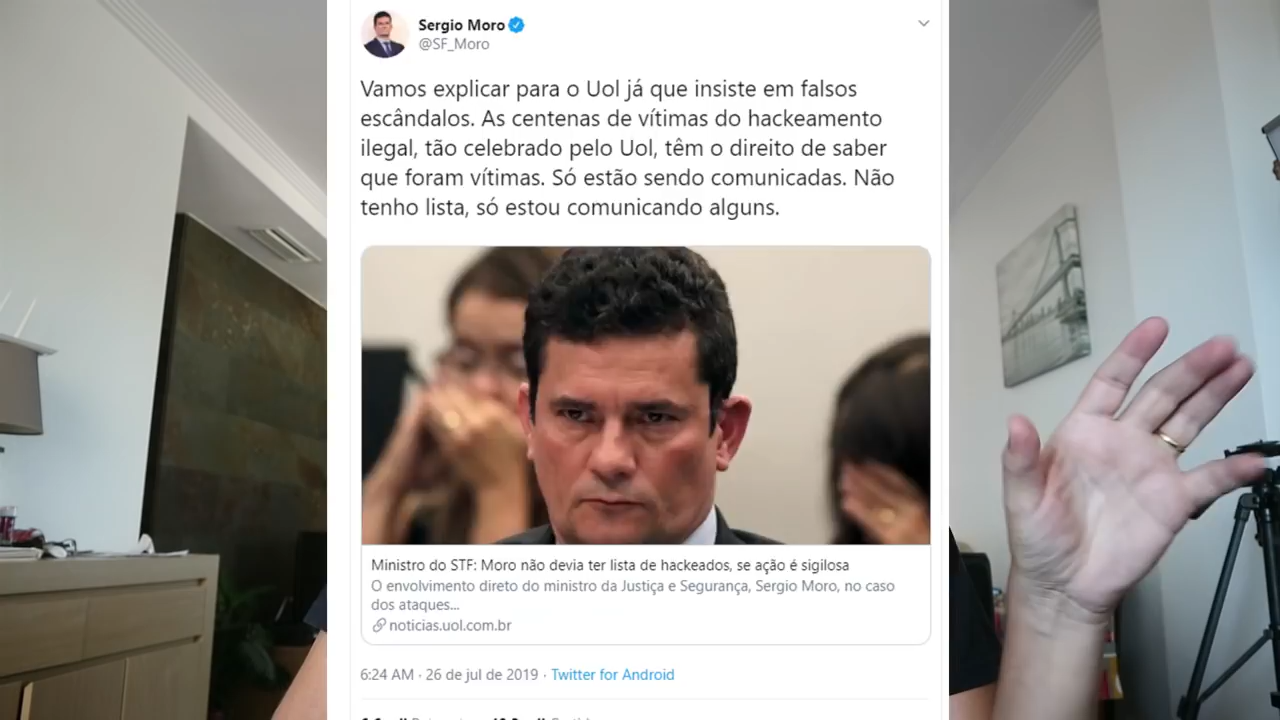 Sergio Moro
@SF_Moro
Vamos explicar para o Uol já que insiste em falsos
escândalos. As centenas de vítimas do hackeamento
ilegal, tão celebrado pelo Uol, têm o direito de saber
que foram vítimas. Só estão sendo comunicadas. Não
tenho lista, só estou comunicando alguns.
Ministro do STF: Moro não devia ter lista de hackeados, se ação é sigilosa
O envolvimento direto do ministro da Justiça e Segurança, Sergio Moro, no caso
dos ataques...
noticias.uol.com.br
6:24 AM · 26 de jul de 2019 · Twitter for Android